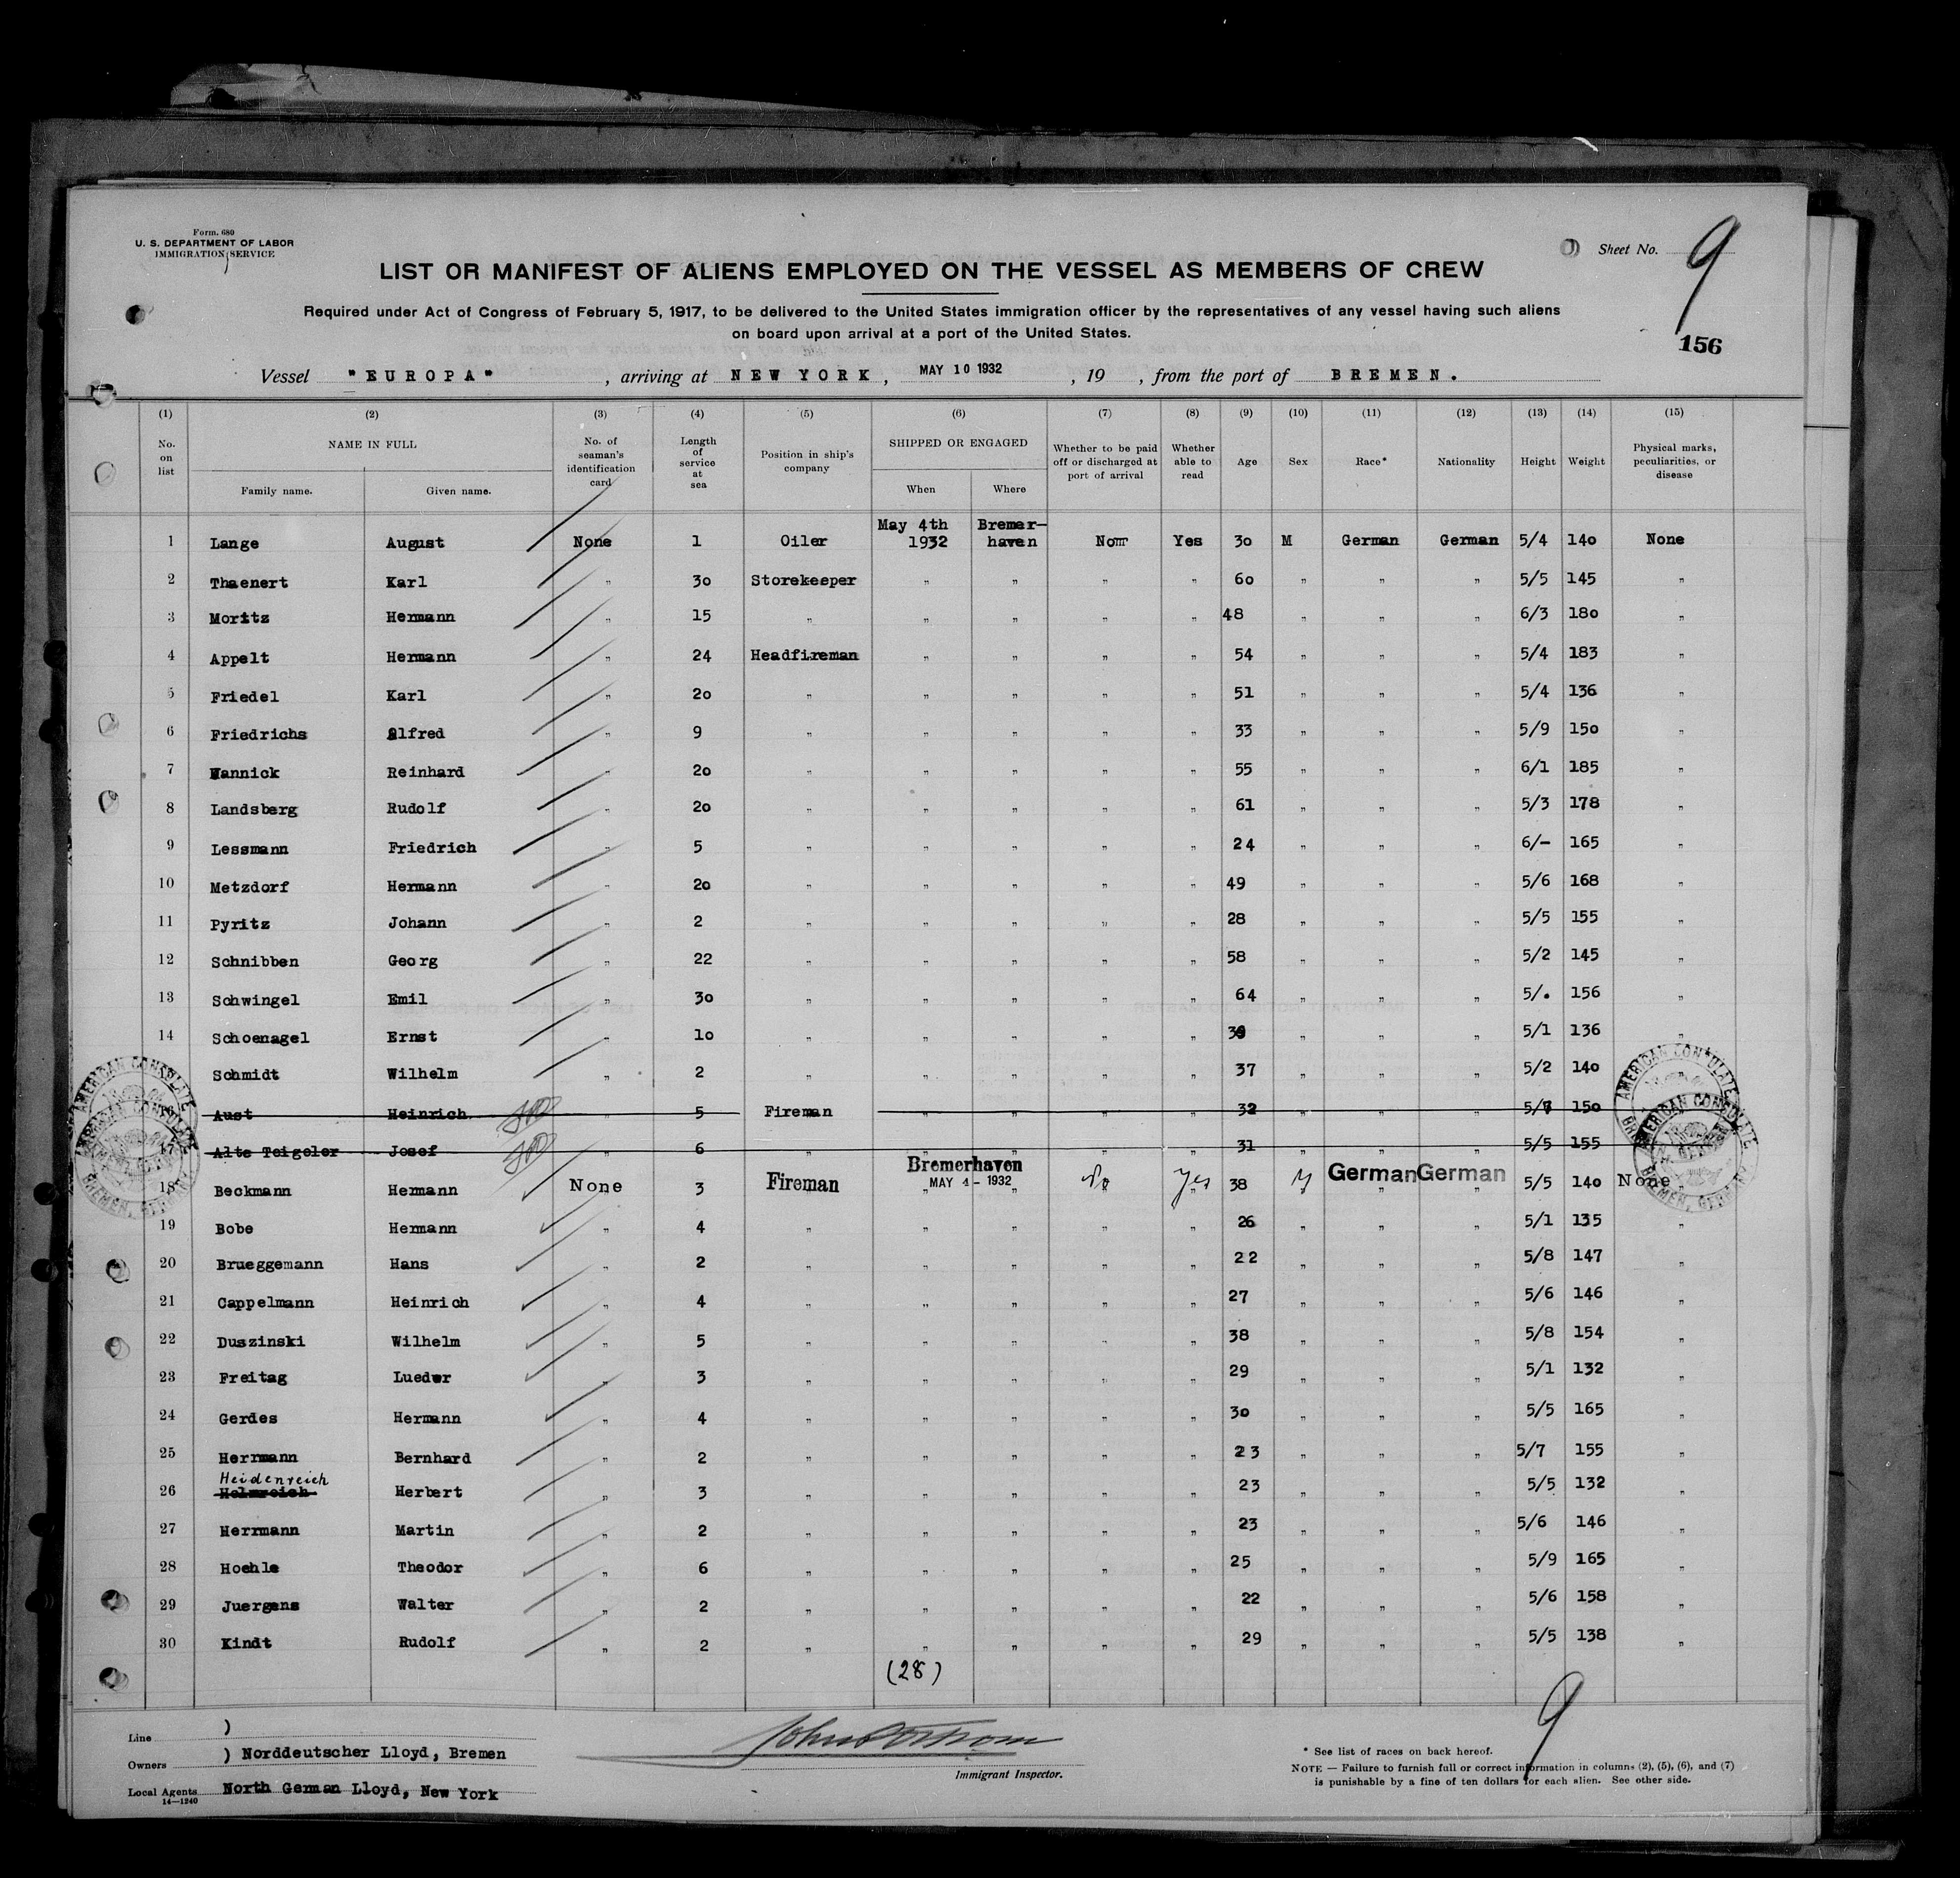 Form. 680
U. S. DEPARTMENT OF LABOR
IMMIGRATION SERVICE
Sheet No. 9
LIST OR MANIFEST OF ALIENS EMPLOYED ON THE VESSEL AS MEMBERS OF CREW
Required under Act of Congress of February 5, 1917, to be delivered to the United States immigration officer by the representatives of any vessel having such aliens
on board upon arrival at a port of the United States.
156
Vessel "EUROPA" , arriving at NEW YORK, MAY 10 1932 , 19 , from the port of BREMEN.
(1) (2) (3) (4) (5) (6) (7) (8) (9) (10) (11) (12) (13) (14) (15)
No. on list NAME IN FULL Family name. Given name. No. of seaman's identification card Length of service at sea Position in ship's company SHIPPED OR ENGAGED When Where Whether to be paid off or discharged at port of arrival Whether able to read Age Sex Race* Nationality Height Weight Physical marks, peculiarities, or disease
May 4th Bremer-
1 Lange August None 1 Oiler 1932 haven Yes 30 M German German 5/4 140 None
2 Thaenert Karl " 30 Storekeeper " " " " 60 " " " 5/5 145 "
3 Moritz Hermann " 15 " " " " " 48 " " " 6/3 180 "
4 Appelt Hermann " 24 Headfireman " " " " 54 " " " 5/4 183 "
5 Friedel Karl " 20 " " " " " 51 " " " 5/4 136 "
6 Friedrichs Alfred " 9 " " " " " 33 " " " 5/9 150 "
7 Wannick Reinhard " 20 " " " " " 55 " " " 6/1 185 "
8 Landsberg Rudolf " 20 " " " " " 61 " " " 5/3 178 "
9 Lessmann Friedrich " 5 " " " " " 24 " " " 6/- 165 "
10 Metzdorf Hermann " 20 " " " " " 49 " " " 5/6 168 "
11 Pyritz Johann " 2 " " " " " 28 " " " 5/5 155 "
12 Schnibben Georg " 22 " " " " " 58 " " " 5/2 145 "
13 Schwingel Emil " 30 " " " " " 64 " " " 5/. 156 "
14 Schoenagel Ernst " 10 " " " " " " " " 5/1 136 "
Schmidt Wilhelm " 2 " " " " " 37 " " " 5/2 140 "
16 Aust Heinrich " 5 Fireman " " " " 32 " " " 150
17 Alte Teigeler Josef " 6 " " " " " 31 " " " 5/5 155
Bremerhaven
18 Beckmann Hermann None 3 Fireman MAY 4 - 1932 No Yes 38 M German German 5/5 140 None
19 Bobe Hermann " 4 " " " " " 26 " " " 5/1 135 "
20 Brueggemann Hans " 2 " " " " " 22 " " " 5/8 147 "
21 Cappelmann Heinrich " 4 " " " " " 27 " " " 5/6 146 "
22 Duszinski Wilhelm " 5 " " " " " 38 " " " 5/8 154 "
23 Freitag Lueder " 3 " " " " " 29 " " " 5/1 132 "
24 Gerdes Hermann " 4 " " " " " 30 " " " 5/5 165 "
25 Herrmann Bernhard " 2 " " " " " 23 " " " 5/7 155 "
Heidenreich
26 Helmreich Herbert " 3 " " " " " 23 " " " 5/5 132 "
27 Herrmann Martin " 2 " " " " " 23 " " " 5/6 146 "
28 Hoehle Theodor " 6 " " " " " 25 " " " 5/9 165 "
29 Juergens Walter " 2 " " " " " 22 " " " 5/6 158 "
30 Kindt Rudolf " 2 " " " " " 29 " " " 5/5 138 "
(28)
AMERICAN CONSULATE
BREMEN, GERMANY
AMERICAN CONSULATE
BREMEN, GERMANY
Line )
Owners ) Norddeutscher Lloyd, Bremen
Local Agents North German Lloyd, New York
14—1240
Immigrant Inspector.
9
* See list of races on back hereof.
NOTE — Failure to furnish full or correct information in columns (2), (5), (6), and (7)
is punishable by a fine of ten dollars for each alien. See other side.